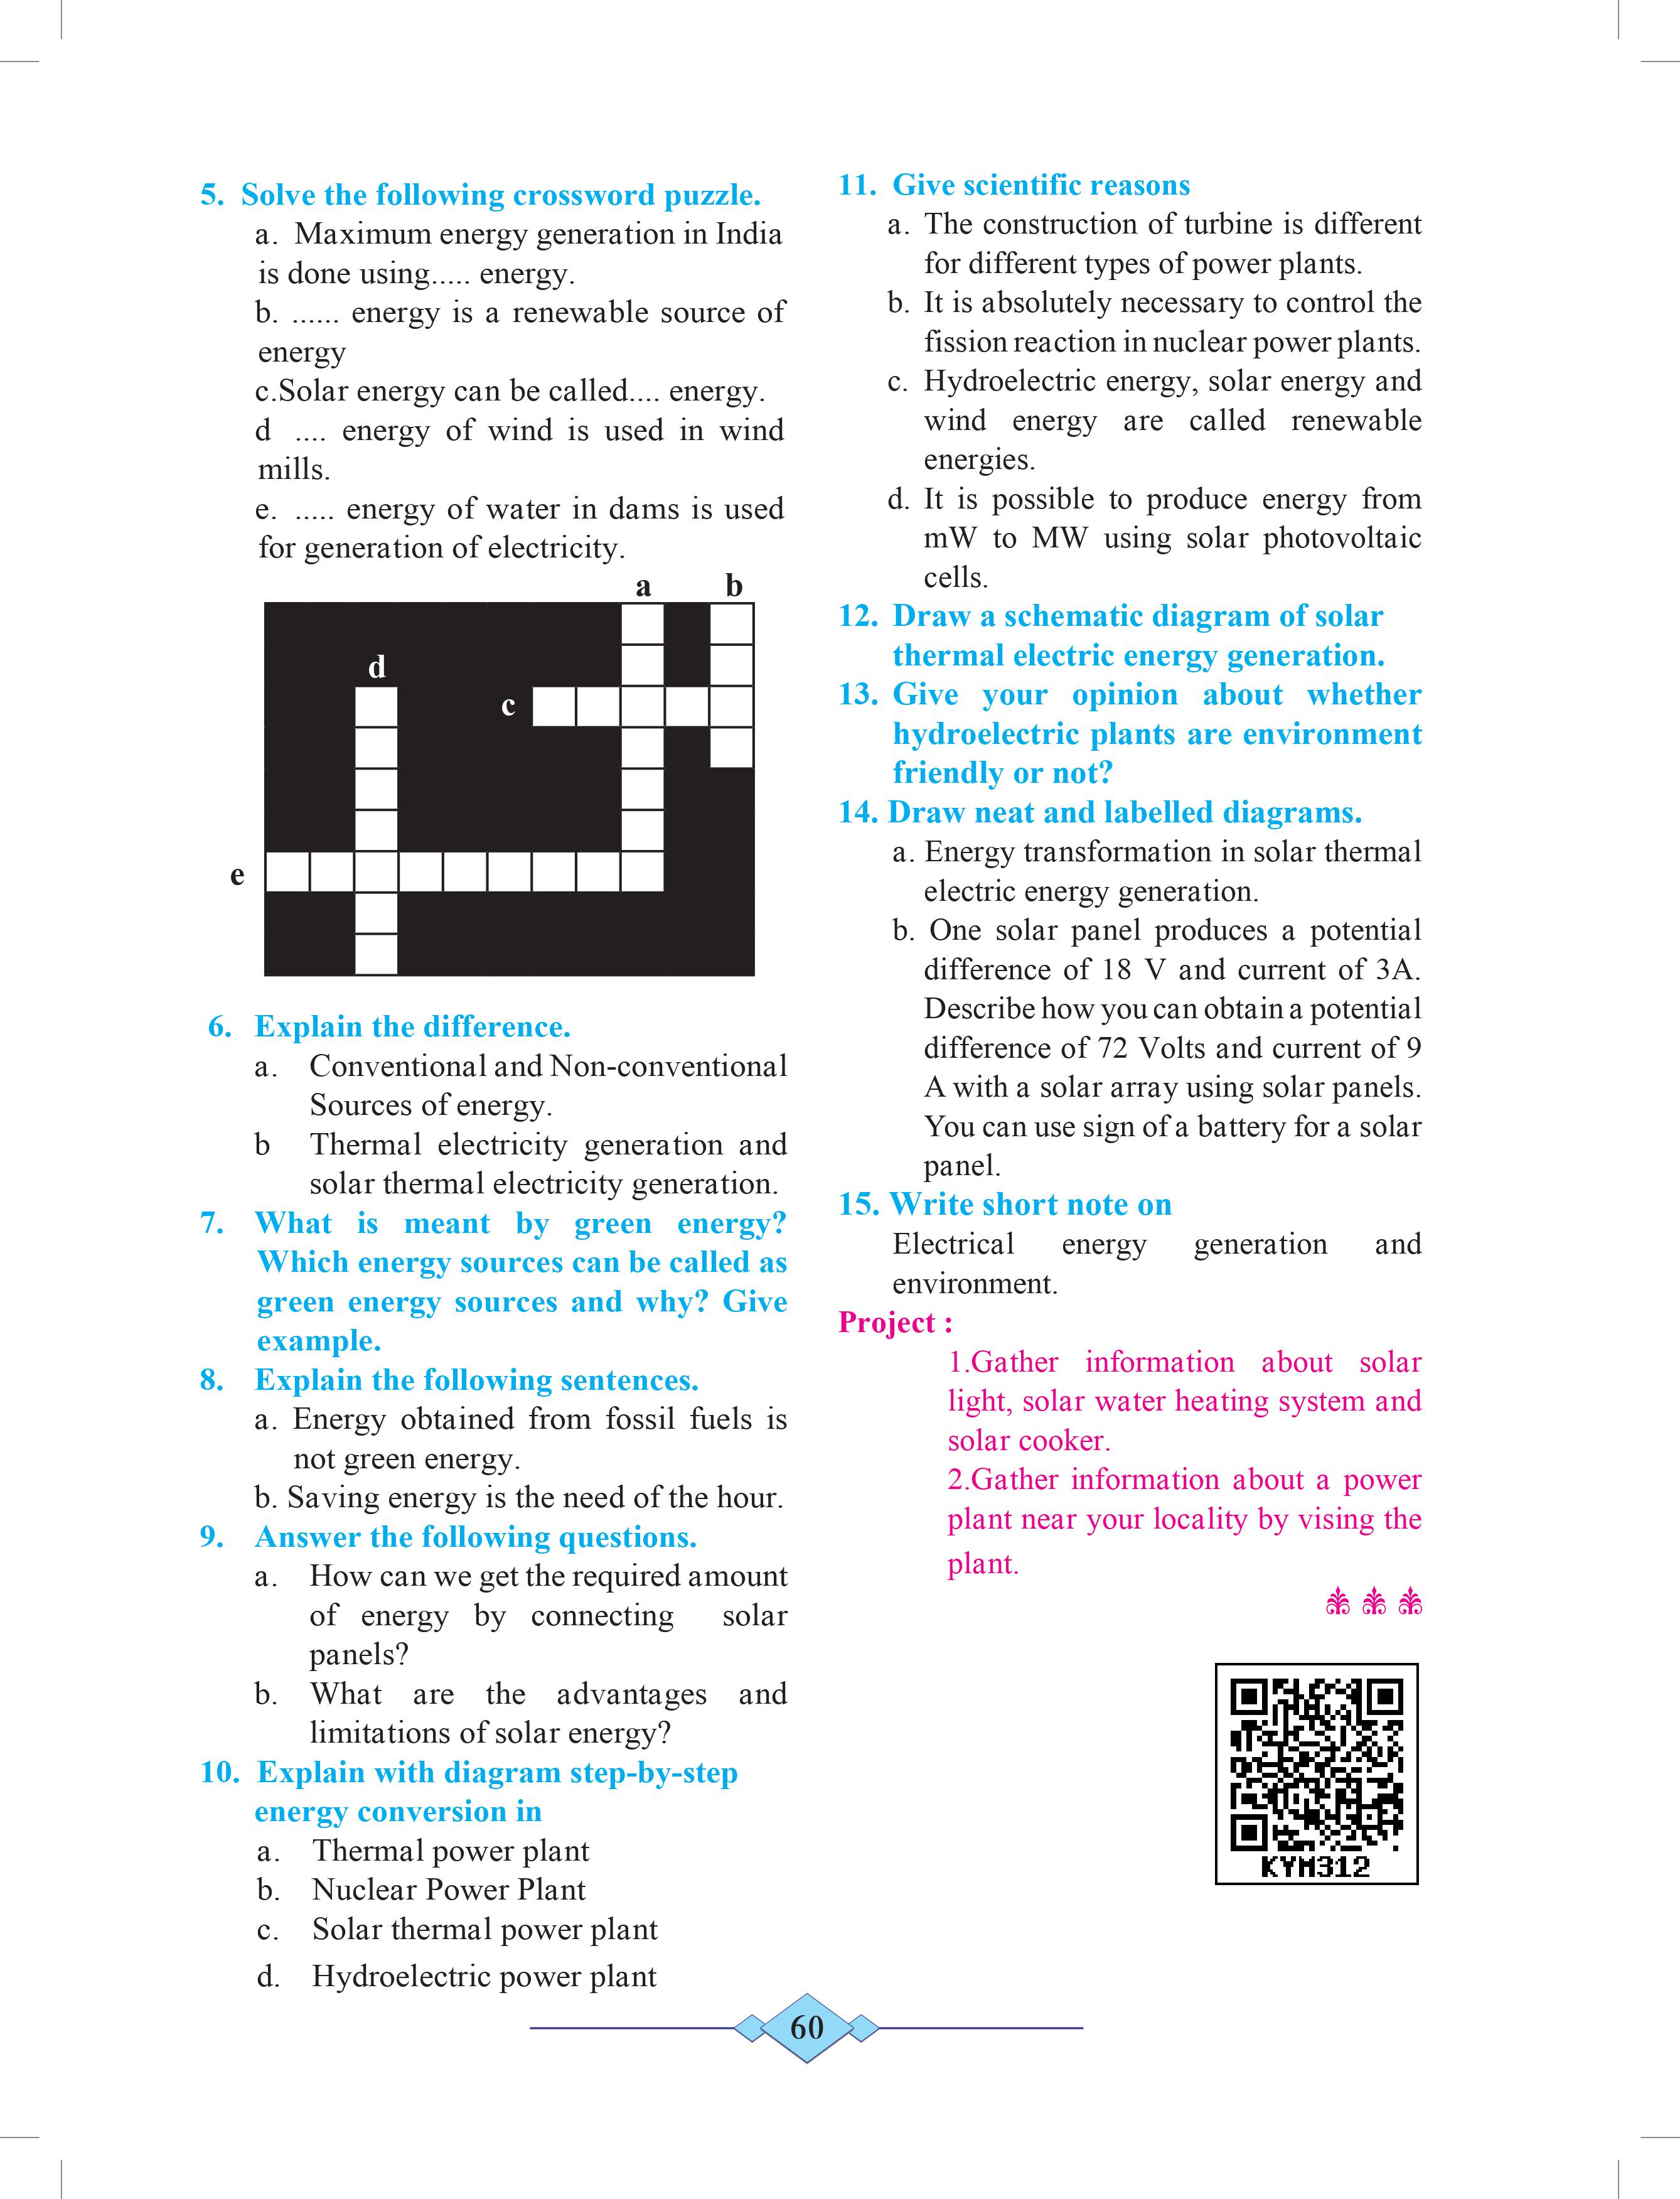 5. Solve the following crossword puzzle.
a. Maximum energy generation in India
is done using..... energy.
b. ...... energy is a renewable source of
energy
c.Solar energy can be called.... energy.
d .... energy of wind is used in wind
mills.
e. ..... energy of water in dams is used
for generation of electricity.
a b
d
c
e
6. Explain the difference.
a. Conventional and Non-conventional
Sources of energy.
b Thermal electricity generation and
solar thermal electricity generation.
7. What is meant by green energy?
Which energy sources can be called as
green energy sources and why? Give
example.
8. Explain the following sentences.
a. Energy obtained from fossil fuels is
not green energy.
b. Saving energy is the need of the hour.
9. Answer the following questions.
a. How can we get the required amount
of energy by connecting solar
panels?
b. What are the advantages and
limitations of solar energy?
10. Explain with diagram step-by-step
energy conversion in
a. Thermal power plant
b. Nuclear Power Plant
c. Solar thermal power plant
d. Hydroelectric power plant
11. Give scientific reasons
a. The construction of turbine is different
for different types of power plants.
b. It is absolutely necessary to control the
fission reaction in nuclear power plants.
c. Hydroelectric energy, solar energy and
wind energy are called renewable
energies.
d. It is possible to produce energy from
mW to MW using solar photovoltaic
cells.
12. Draw a schematic diagram of solar
thermal electric energy generation.
13. Give your opinion about whether
hydroelectric plants are environment
friendly or not?
14. Draw neat and labelled diagrams.
a. Energy transformation in solar thermal
electric energy generation.
b. One solar panel produces a potential
difference of 18 V and current of 3A.
Describe how you can obtain a potential
difference of 72 Volts and current of 9
A with a solar array using solar panels.
You can use sign of a battery for a solar
panel.
15. Write short note on
Electrical energy generation and
environment.
Project :
1.Gather information about solar
light, solar water heating system and
solar cooker.
2.Gather information about a power
plant near your locality by vising the
plant.
KYM312
60